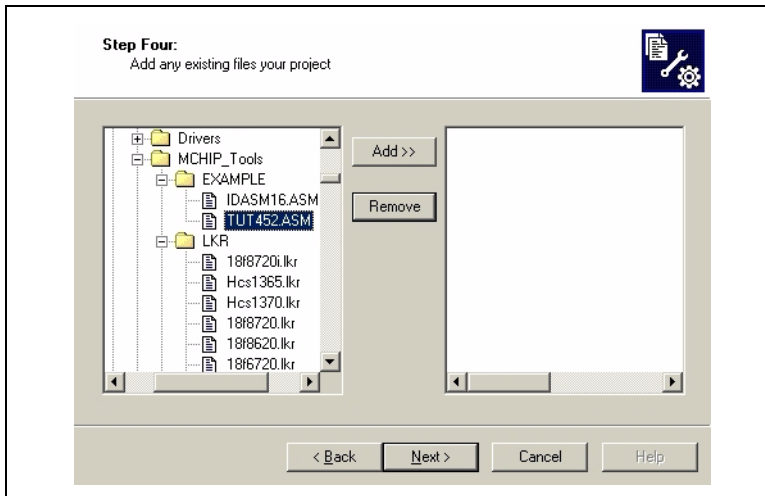 Step Four:
Add any existing files your project
Drivers
MCHIP_Tools
EXAMPLE
IDASM16.ASM
TUT452.ASM
LKR
18f8720i.lkr
Hcs1365.lkr
Hcs1370.lkr
18f8720.lkr
18f8620.lkr
18f6720.lkr
Add >>
Remove
< Back
Next >
Cancel
Help